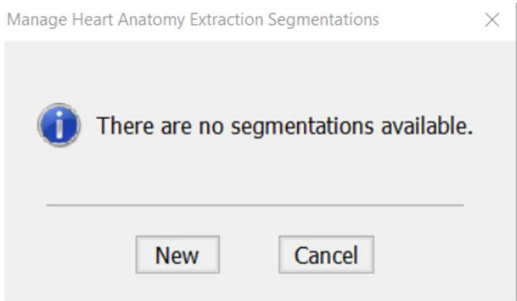 Manage Heart Anatomy Extraction Segmentations
There are no segmentations available.
New
Cancel